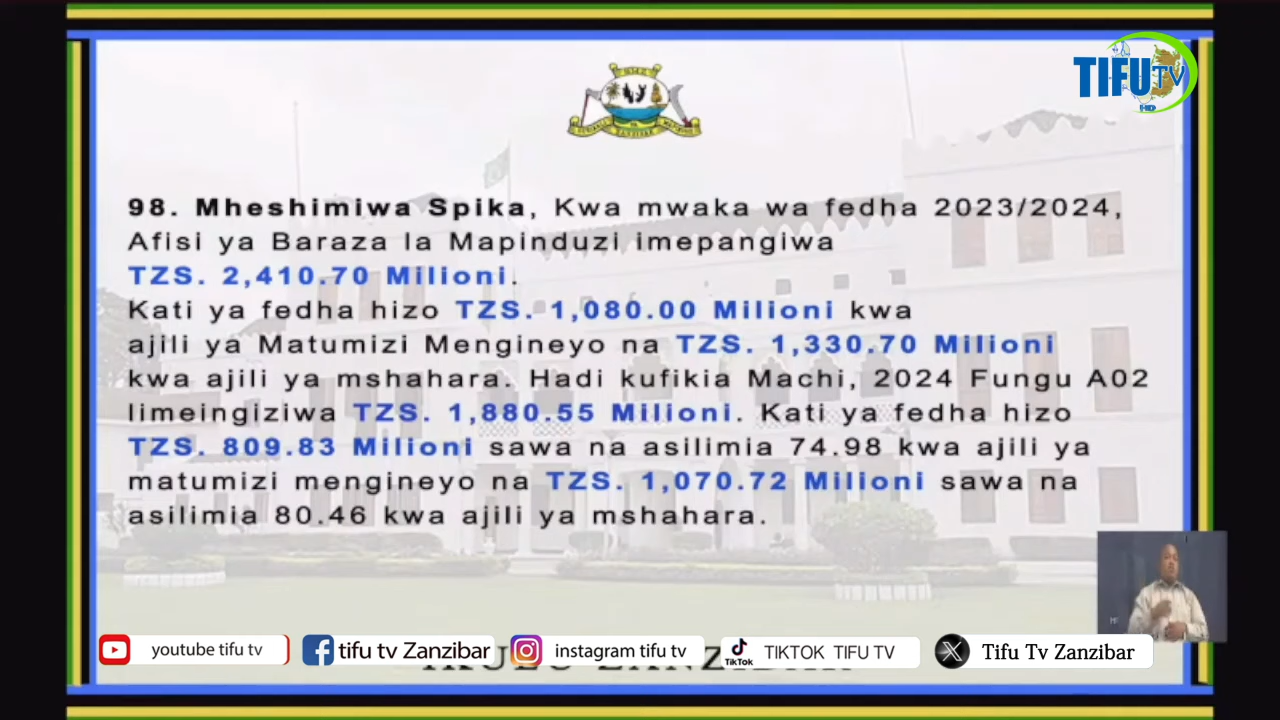 TIFU TV
HD
98. Mheshimiwa Spika, Kwa mwaka wa fedha 2023/2024,
Afisi ya Baraza la Mapinduzi imepangiwa
TZS. 2,410.70 Milioni.
Kati ya fedha hizo TZS. 1,080.00 Milioni kwa
ajili ya Matumizi Mengineyo na TZS. 1,330.70 Milioni
kwa ajili ya mshahara. Hadi kufikia Machi, 2024 Fungu A02
limeingiziwa TZS. 1,880.55 Milioni. Kati ya fedha hizo
TZS. 809.83 Milioni sawa na asilimia 74.98 kwa ajili ya
matumizi mengineyo na TZS. 1,070.72 Milioni sawa na
asilimia 80.46 kwa ajili ya mshahara.
youtube tifu tv
tifu tv Zanzibar
instagram tifu tv
TikTok
TIKTOK TIFU TV
Tifu Tv Zanzibar